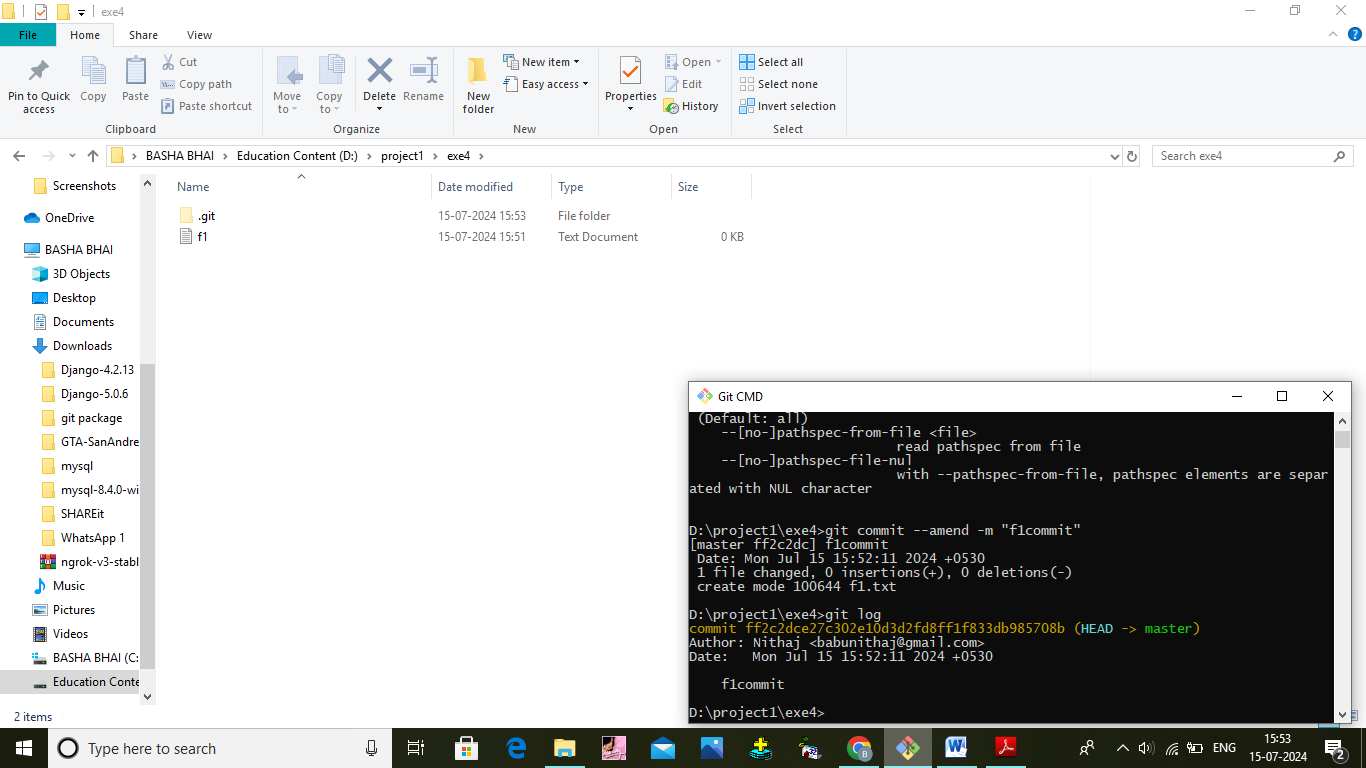 exe4
File Home Share View
Pin to Quick access
Copy
Paste
Cut
Copy path
Paste shortcut
Clipboard
Move to
Copy to
Delete
Rename
Organize
New folder
New item
Easy access
New
Properties
Open
Edit
History
Open
Select all
Select none
Invert selection
Select
BASHA BHAI > Education Content (D:) > project1 > exe4 >
Search exe4
Screenshots
OneDrive
BASHA BHAI
3D Objects
Desktop
Documents
Downloads
Django-4.2.13
Django-5.0.6
git package
GTA-SanAndre
mysql
mysql-8.4.0-wi
SHAREit
WhatsApp 1
ngrok-v3-stabl
Music
Pictures
Videos
BASHA BHAI (C:
Education Conte
Name Date modified Type Size
.git 15-07-2024 15:53 File folder
f1 15-07-2024 15:51 Text Document 0 KB
2 items
Git CMD
(Default: all)
--[no-]pathspec-from-file <file>
read pathspec from file
--[no-]pathspec-file-nul
with --pathspec-from-file, pathspec elements are separ
ated with NUL character
D:\project1\exe4>git commit --amend -m "f1commit"
[master ff2c2dc] f1commit
Date: Mon Jul 15 15:52:11 2024 +0530
1 file changed, 0 insertions(+), 0 deletions(-)
create mode 100644 f1.txt
D:\project1\exe4>git log
commit ff2c2dce27c302e10d3d2fd8ff1f833db985708b (HEAD -> master)
Author: Nithaj <babunithaj@gmail.com>
Date:   Mon Jul 15 15:52:11 2024 +0530
f1commit
D:\project1\exe4>
Type here to search
ENG
15:53
15-07-2024
2